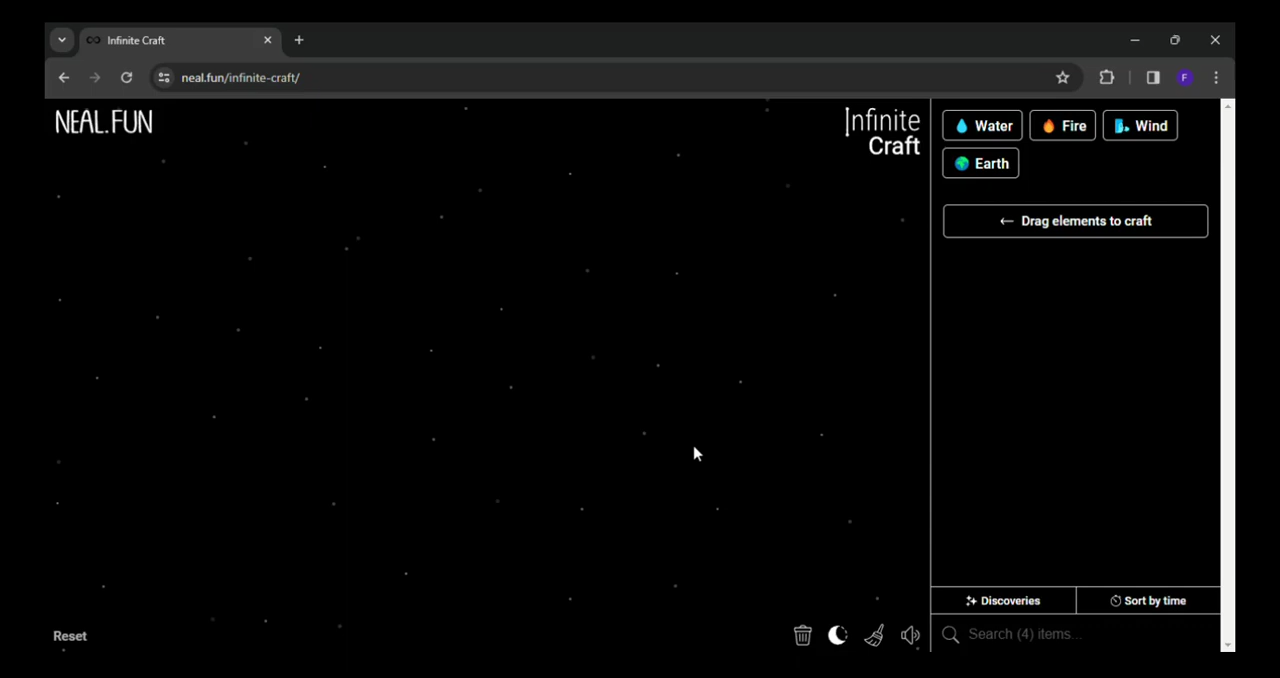 Infinite Craft
neal.fun/infinite-craft/
F
NEAL.FUN
Infinite
Craft
Water
Fire
Wind
Earth
← Drag elements to craft
Discoveries
Sort by time
Reset
Search (4) items...